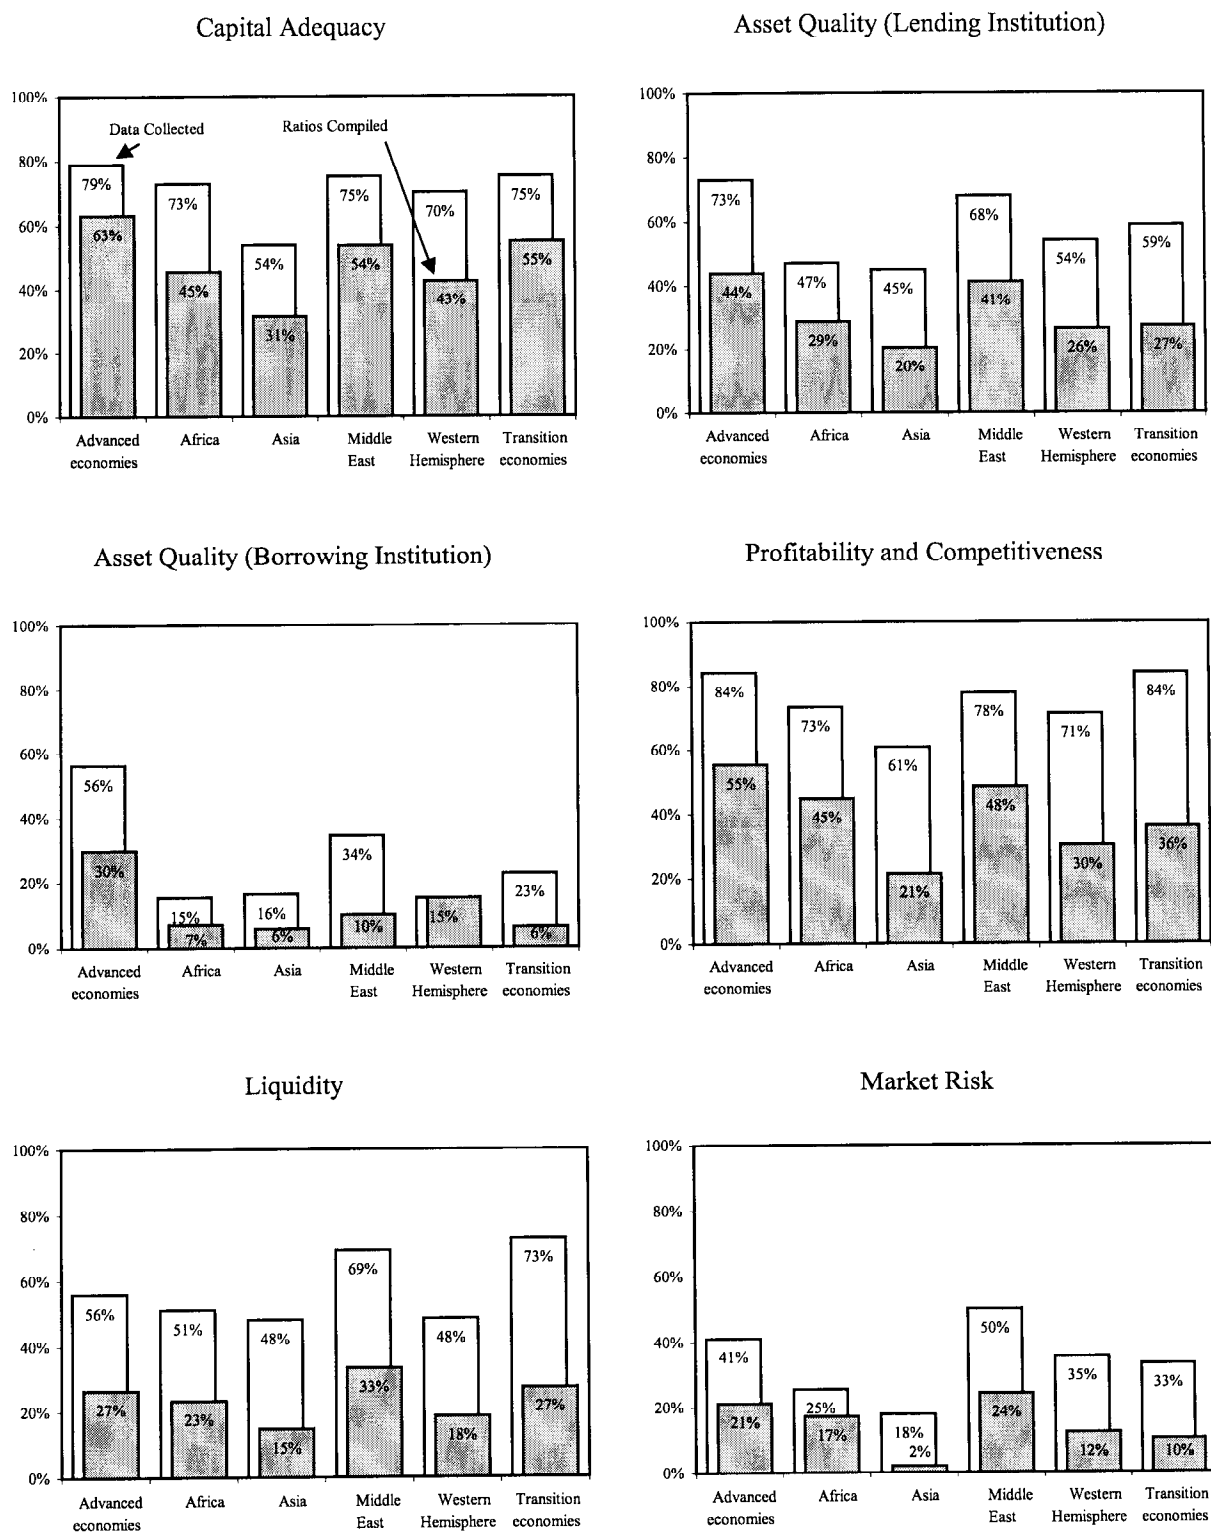 Capital Adequacy
100%
80%
60%
40%
20%
0%
Data Collected
Ratios Compiled
79%
63%
73%
45%
54%
31%
75%
54%
70%
43%
75%
55%
Advanced economies
Africa
Asia
Middle East
Western Hemisphere
Transition economies
Asset Quality (Lending Institution)
100%
80%
60%
40%
20%
0%
73%
44%
47%
29%
45%
20%
68%
41%
54%
26%
59%
27%
Advanced economies
Africa
Asia
Middle East
Western Hemisphere
Transition economies
Asset Quality (Borrowing Institution)
100%
80%
60%
40%
20%
0%
56%
30%
15%
7%
16%
6%
34%
10%
15%
23%
6%
Advanced economies
Africa
Asia
Middle East
Western Hemisphere
Transition economies
Profitability and Competitiveness
100%
80%
60%
40%
20%
0%
84%
55%
73%
45%
61%
21%
78%
48%
71%
30%
84%
36%
Advanced economies
Africa
Asia
Middle East
Western Hemisphere
Transition economies
Liquidity
100%
80%
60%
40%
20%
0%
56%
27%
51%
23%
48%
15%
69%
33%
48%
18%
73%
27%
Advanced economies
Africa
Asia
Middle East
Western Hemisphere
Transition economies
Market Risk
100%
80%
60%
40%
20%
0%
41%
21%
25%
17%
18%
2%
50%
24%
35%
12%
33%
10%
Advanced economies
Africa
Asia
Middle East
Western Hemisphere
Transition economies